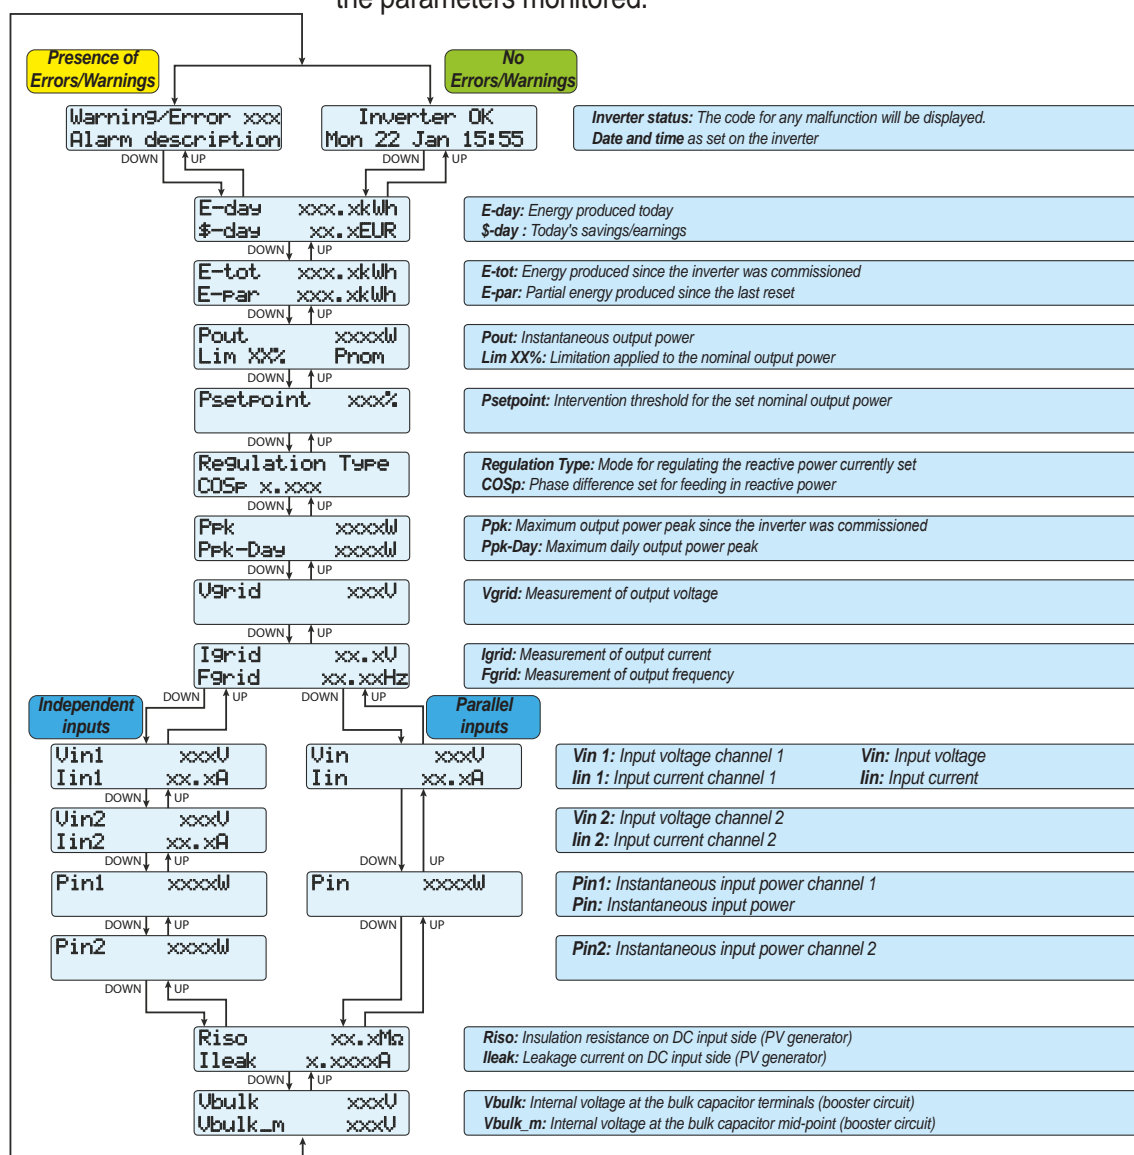 the parameters monitored.
Presence of
Errors/Warnings
No
Errors/Warnings
Warning/Error xxx
Alarm description
Inverter OK
Mon 22 Jan 15:55
Inverter status: The code for any malfunction will be displayed.
Date and time as set on the inverter
DOWN UP
DOWN UP
E-day xxx.xkWh
$-day xx.xEUR
E-day: Energy produced today
$-day : Today's savings/earnings
DOWN UP
E-tot xxx.xkWh
E-par xxx.xkWh
E-tot: Energy produced since the inverter was commissioned
E-par: Partial energy produced since the last reset
DOWN UP
Pout xxxxW
Lim XX% Pnom
Pout: Instantaneous output power
Lim XX%: Limitation applied to the nominal output power
DOWN UP
Psetpoint xxx%
Psetpoint: Intervention threshold for the set nominal output power
DOWN UP
Regulation Type
COSp x.xxx
Regulation Type: Mode for regulating the reactive power currently set
COSp: Phase difference set for feeding in reactive power
DOWN UP
Ppk xxxxW
Ppk-Day xxxxW
Ppk: Maximum output power peak since the inverter was commissioned
Ppk-Day: Maximum daily output power peak
DOWN UP
Vgrid xxxV
Vgrid: Measurement of output voltage
DOWN UP
Igrid xx.xV
Fgrid xx.xxHz
Igrid: Measurement of output current
Fgrid: Measurement of output frequency
DOWN UP
DOWN UP
Independent
inputs
Parallel
inputs
Vin1 xxxV
Iin1 xx.xA
Vin xxxV
Iin xx.xA
Vin 1: Input voltage channel 1 Vin: Input voltage
Iin 1: Input current channel 1 Iin: Input current
DOWN UP
Vin2 xxxV
Iin2 xx.xA
Vin 2: Input voltage channel 2
Iin 2: Input current channel 2
DOWN UP
DOWN UP
Pin1 xxxxW
Pin xxxxW
Pin1: Instantaneous input power channel 1
Pin: Instantaneous input power
DOWN UP
DOWN UP
Pin2 xxxxW
Pin2: Instantaneous input power channel 2
DOWN UP
Riso xx.xMΩ
Ileak x.xxxxA
Riso: Insulation resistance on DC input side (PV generator)
Ileak: Leakage current on DC input side (PV generator)
DOWN UP
Vbulk xxxV
Vbulk_m xxxV
Vbulk: Internal voltage at the bulk capacitor terminals (booster circuit)
Vbulk_m: Internal voltage at the bulk capacitor mid-point (booster circuit)